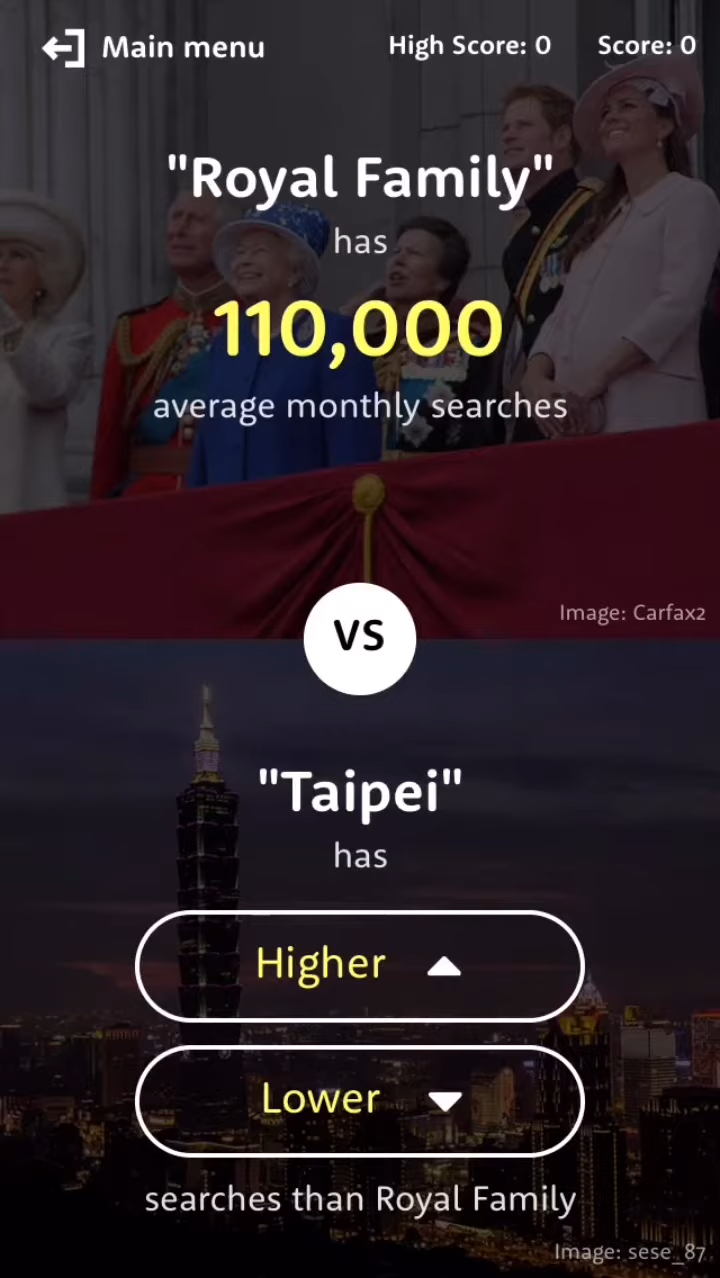 Main menu
High Score: 0
Score: 0
"Royal Family"
has
110,000
average monthly searches
Image: Carfax2
VS
"Taipei"
has
Higher
Lower
searches than Royal Family
Image: sese_87